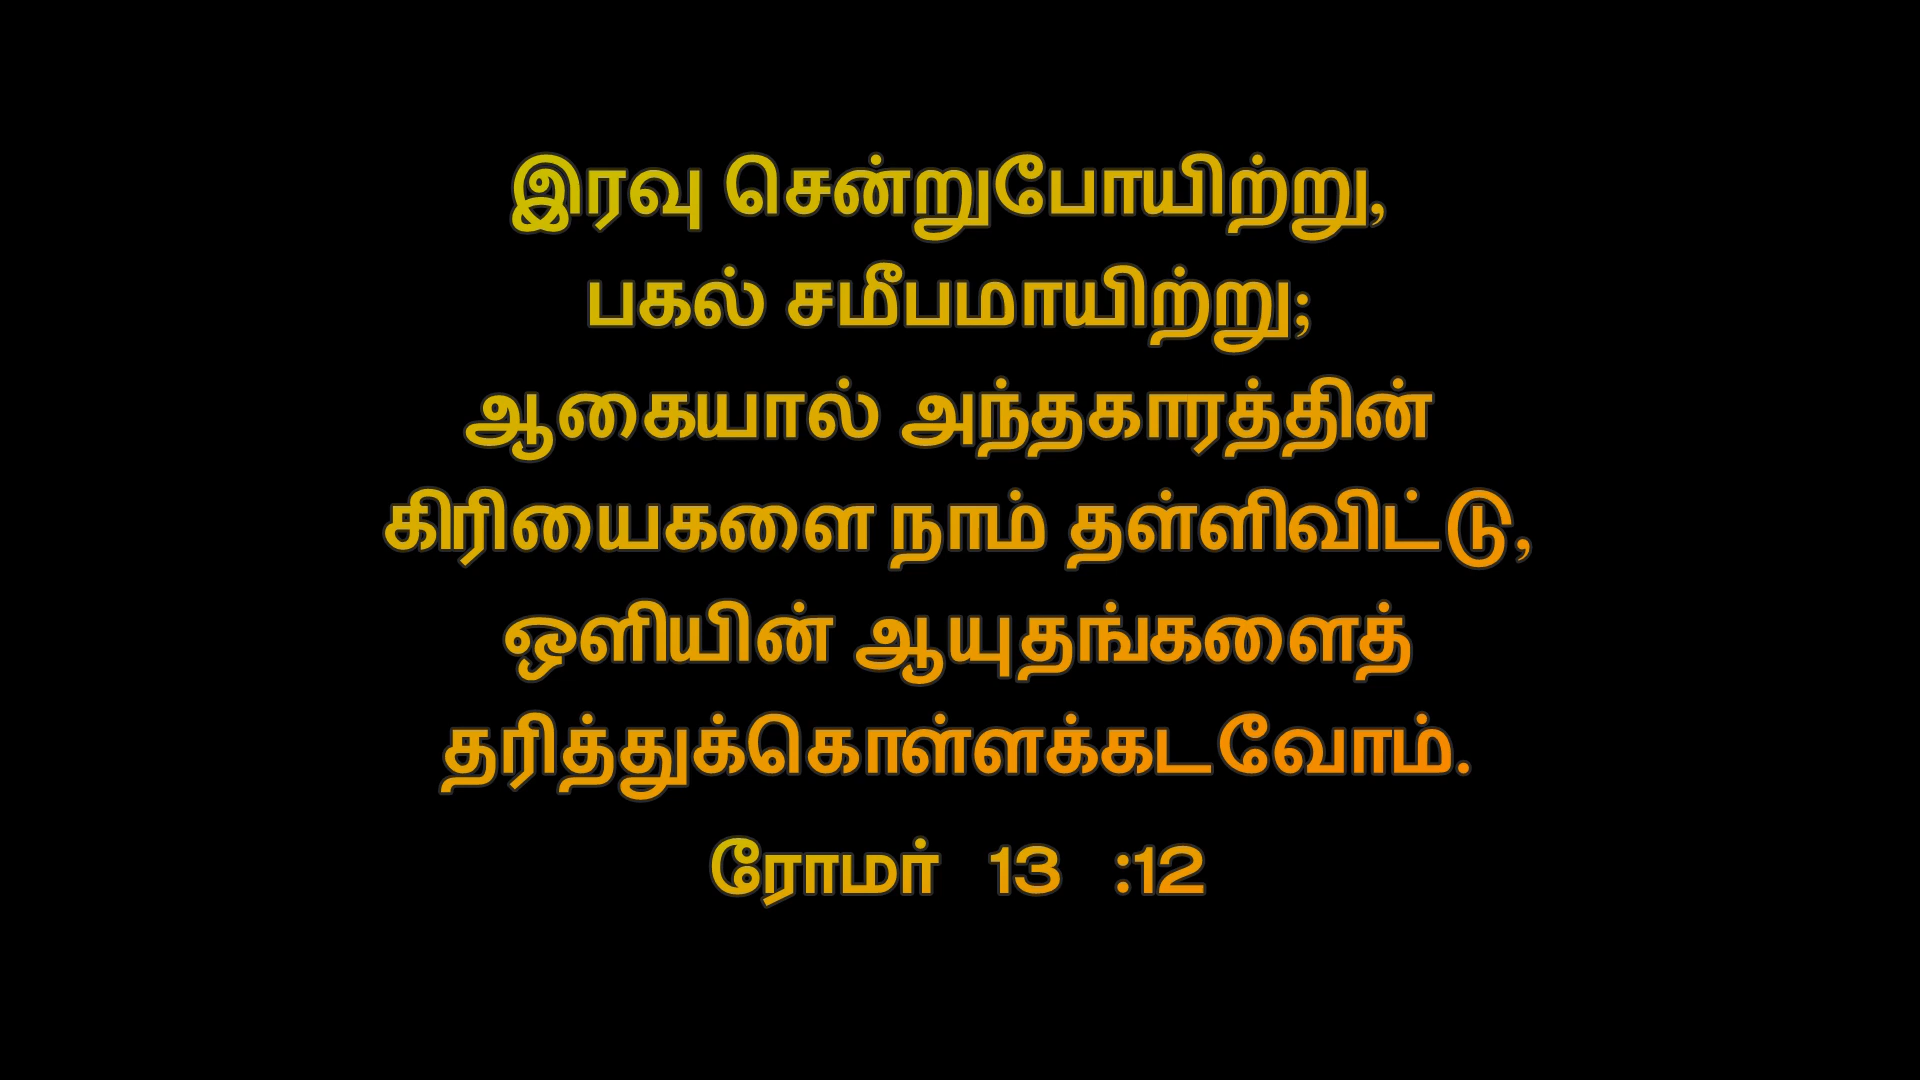 இரவு சென்றுபோயிற்று,
பகல் சமீபமாயிற்று;
ஆகையால் அந்தகாரத்தின்
கிரியைகளை நாம் தள்ளிவிட்டு,
ஒளியின் ஆயுதங்களைத்
தரித்துக்கொள்ளக்கடவோம்.
ரோமர் 13 :12